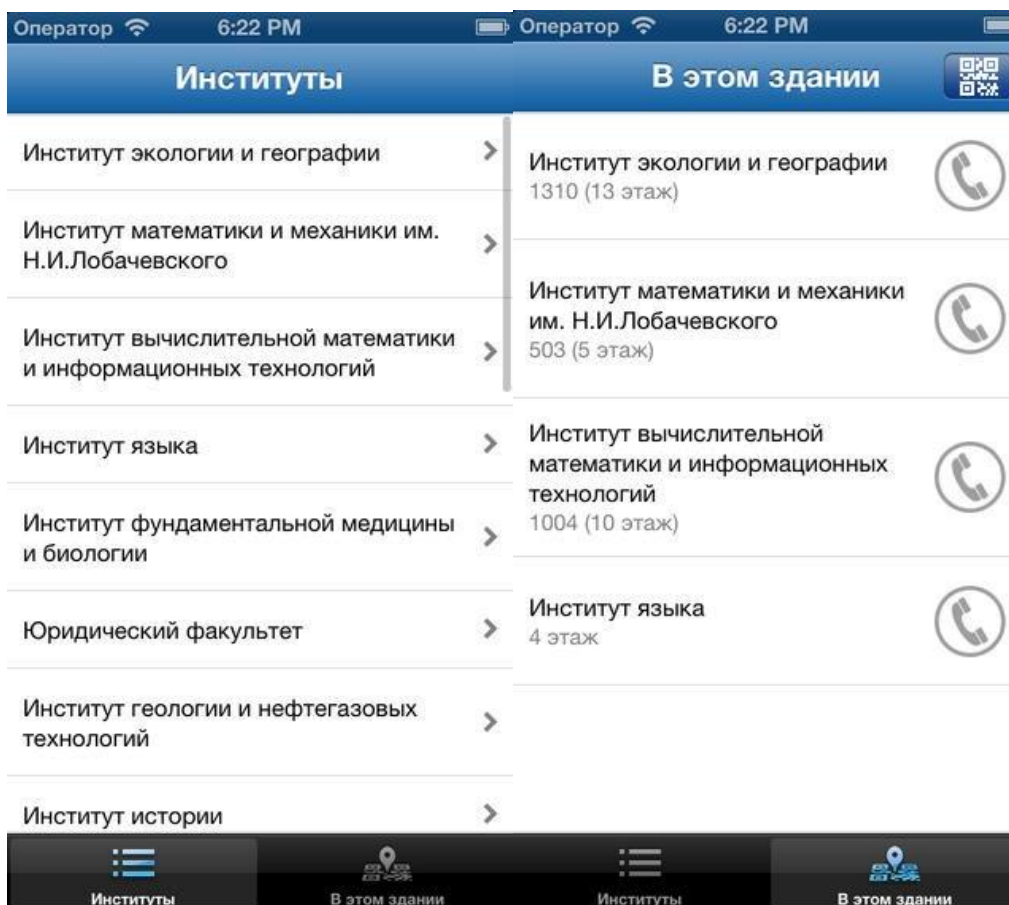 Оператор 6:22 PM
Институты
Институт экологии и географии
Институт математики и механики им.
Н.И.Лобачевского
Институт вычислительной математики
и информационных технологий
Институт языка
Институт фундаментальной медицины
и биологии
Юридический факультет
Институт геологии и нефтегазовых
технологий
Институт истории
Институты
В этом здании
Оператор 6:22 PM
В этом здании
Институт экологии и географии
1310 (13 этаж)
Институт математики и механики
им. Н.И.Лобачевского
503 (5 этаж)
Институт вычислительной
математики и информационных
технологий
1004 (10 этаж)
Институт языка
4 этаж
Институты
В этом здании